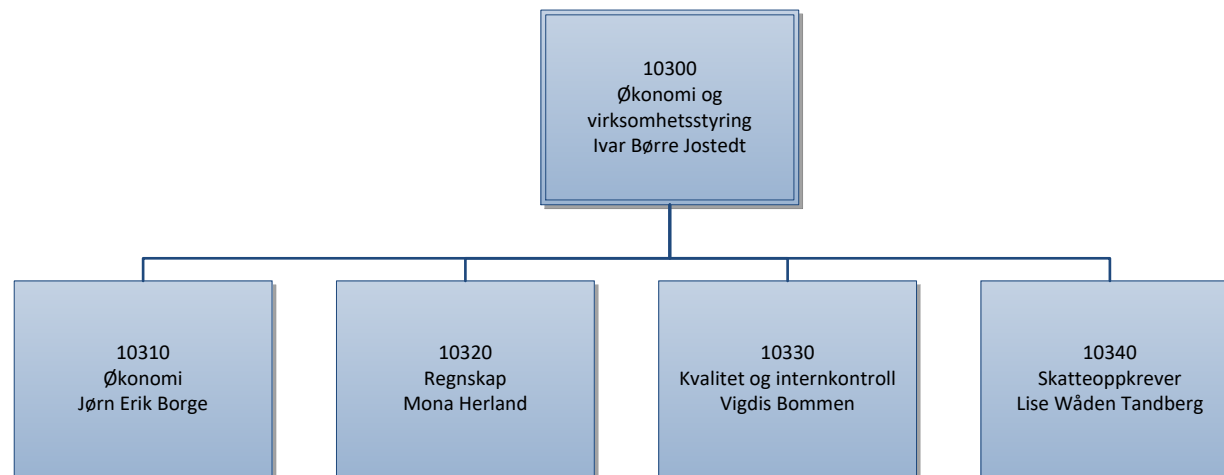 10300
Økonomi og
virksomhetsstyring
Ivar Børre Jostedt
10310
Økonomi
Jørn Erik Borge
10320
Regnskap
Mona Herland
10330
Kvalitet og internkontroll
Vigdis Bommen
10340
Skatteoppkrever
Lise Wåden Tandberg